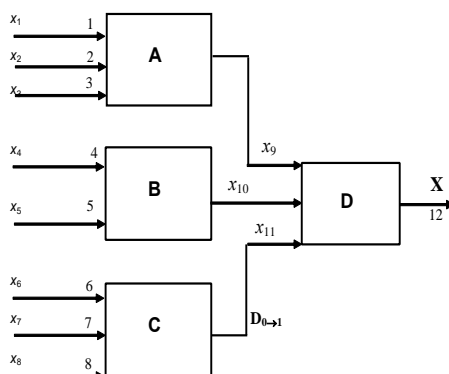 x₁ 1
x₂ 2 A
3
x₄ 4 x₉
B x₁₀ D X
x₅ 5 12
x₁₁
x₆ 6
x₇ 7 C D₀→₁
x₈ 8